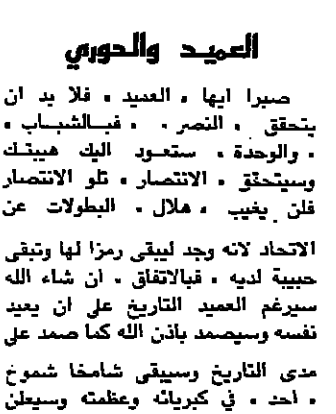 العميد والحوري
صبرا ايها ، العميد ، فلا بد ان
يتحقق ، النصر ، ، فبالشباب ،
، والوحدة ، ستعود اليك هيبتك
وسيتحقق ، الانتصار ، تلو الانتصار
فلن يغيب ، هلال ، البطولات عن
الاتحاد لانه وجد ليبقى رمزا لها وتبقى
حبيبة لديه ، فبالاتفاق ، ان شاء الله
سيرغم العميد التاريخ على ان يعيد
نفسه وسيصمد باذن الله كما صمد على
مدى التاريخ وسيبقى شامخا شموخ
، احد ، في كبريائه وعظمته وسيعلن